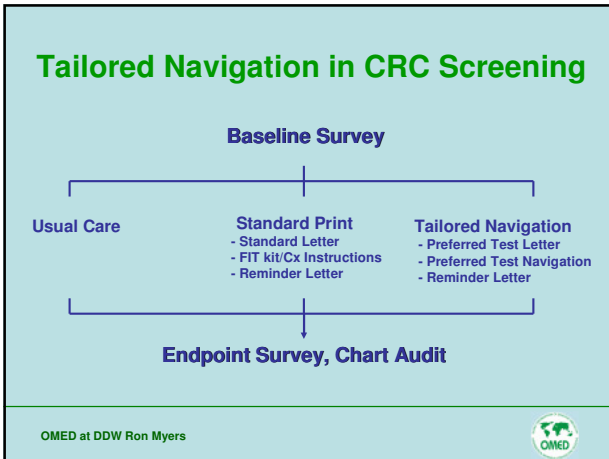 Tailored Navigation in CRC Screening
Baseline Survey
Usual Care
Standard Print
- Standard Letter
- FIT kit/Cx Instructions
- Reminder Letter
Tailored Navigation
- Preferred Test Letter
- Preferred Test Navigation
- Reminder Letter
Endpoint Survey, Chart Audit
OMED at DDW Ron Myers
OMED